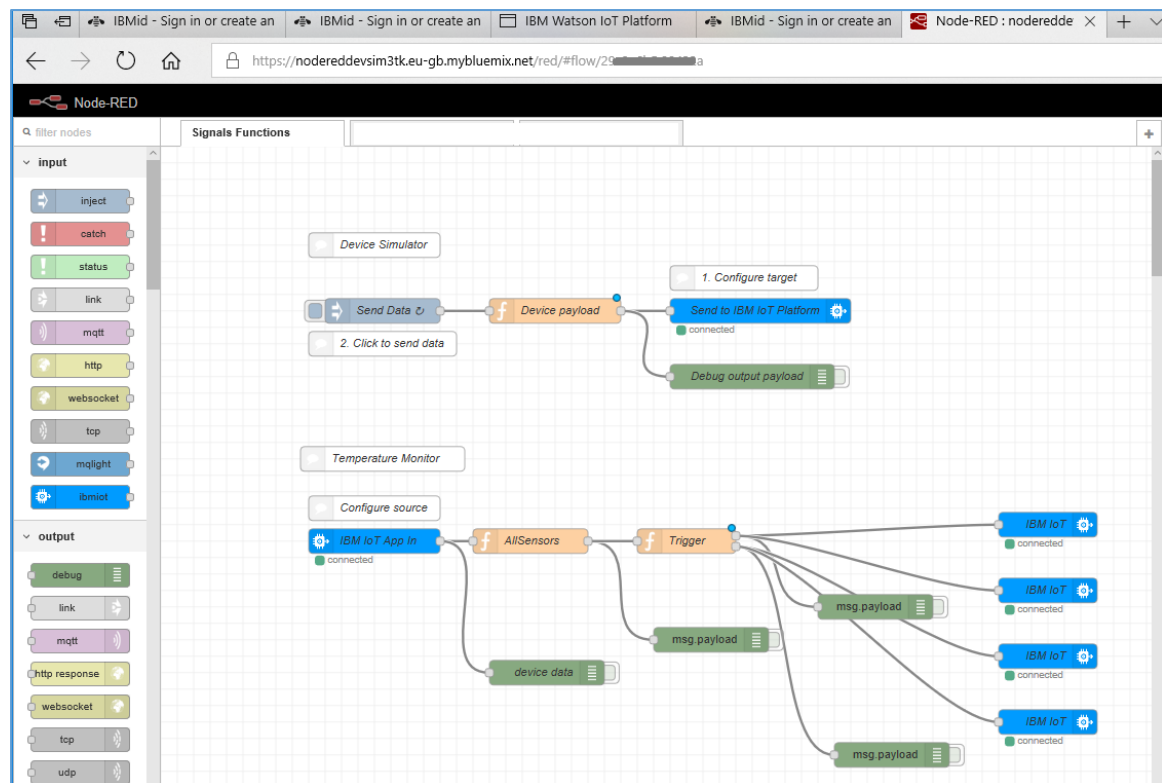 IBMid - Sign in or create an
IBMid - Sign in or create an
IBM Watson IoT Platform
IBMid - Sign in or create an
Node-RED : nodereddev
https://nodereddevsim3tk.eu-gb.mybluemix.net/red/#flow/29
Node-RED
filter nodes
Signals Functions
input
inject
catch
status
link
mqtt
http
websocket
tcp
mqlight
ibmiot
output
debug
link
mqtt
http response
websocket
tcp
udp
Device Simulator
1. Configure target
Send Data ↻
Device payload
Send to IBM IoT Platform
connected
2. Click to send data
Debug output payload
Temperature Monitor
Configure source
IBM IoT App In
connected
AllSensors
Trigger
IBM IoT
connected
IBM IoT
connected
msg.payload
msg.payload
IBM IoT
connected
device data
IBM IoT
connected
msg.payload